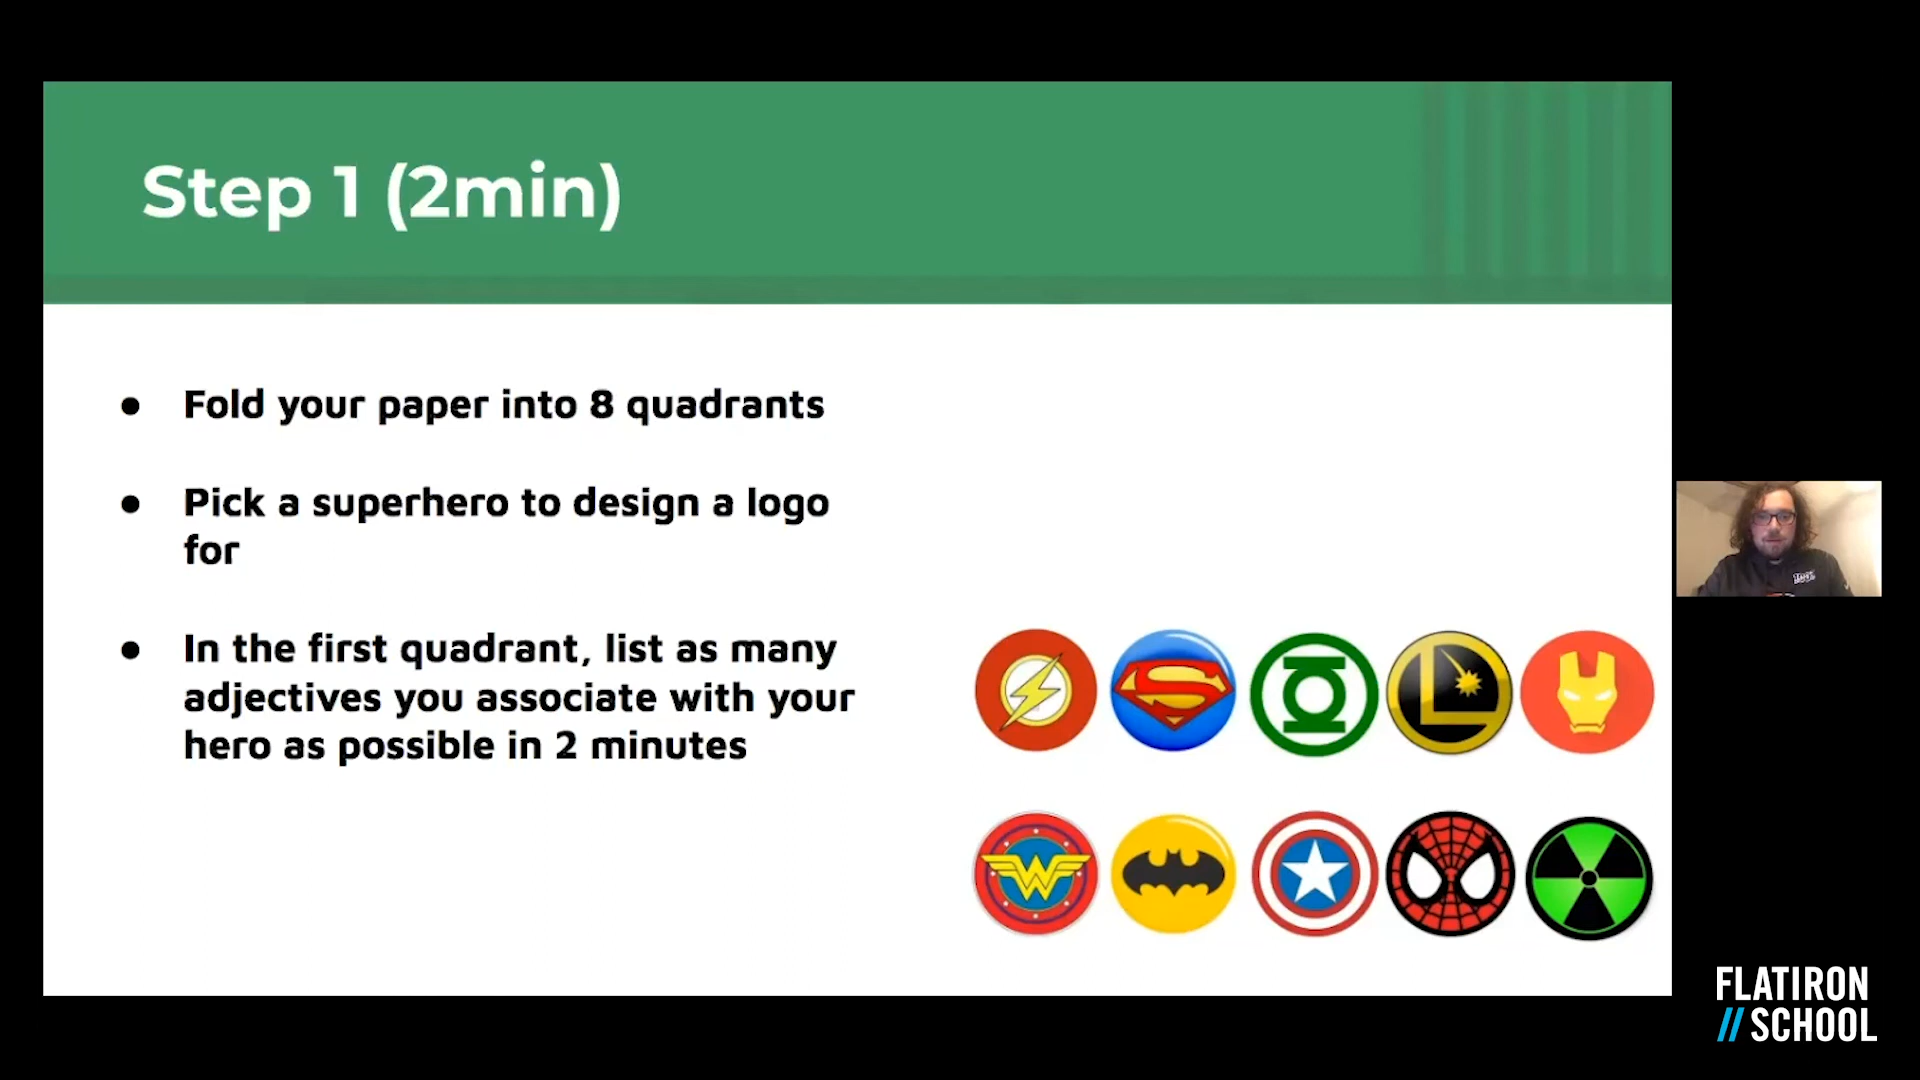 Step 1 (2min)
● Fold your paper into 8 quadrants
● Pick a superhero to design a logo
for
● In the first quadrant, list as many
adjectives you associate with your
hero as possible in 2 minutes
L
W
FLATIRON
// SCHOOL